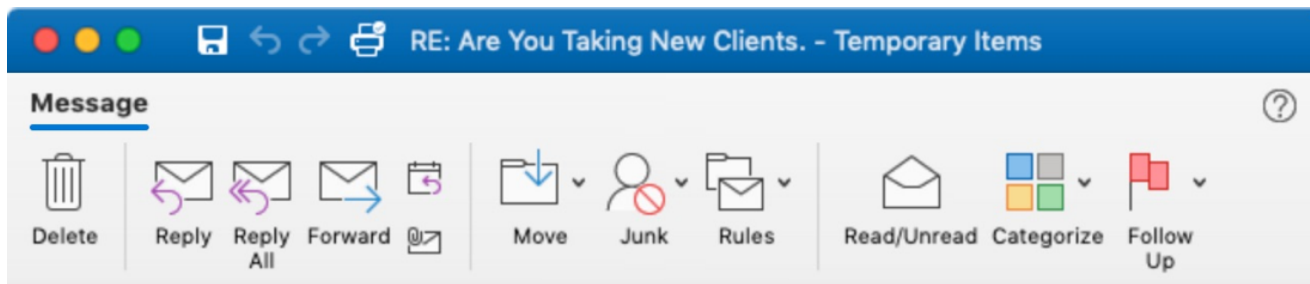 RE: Are You Taking New Clients. - Temporary Items
Message
Delete
Reply
Reply
All
Forward
Move
Junk
Rules
Read/Unread
Categorize
Follow
Up